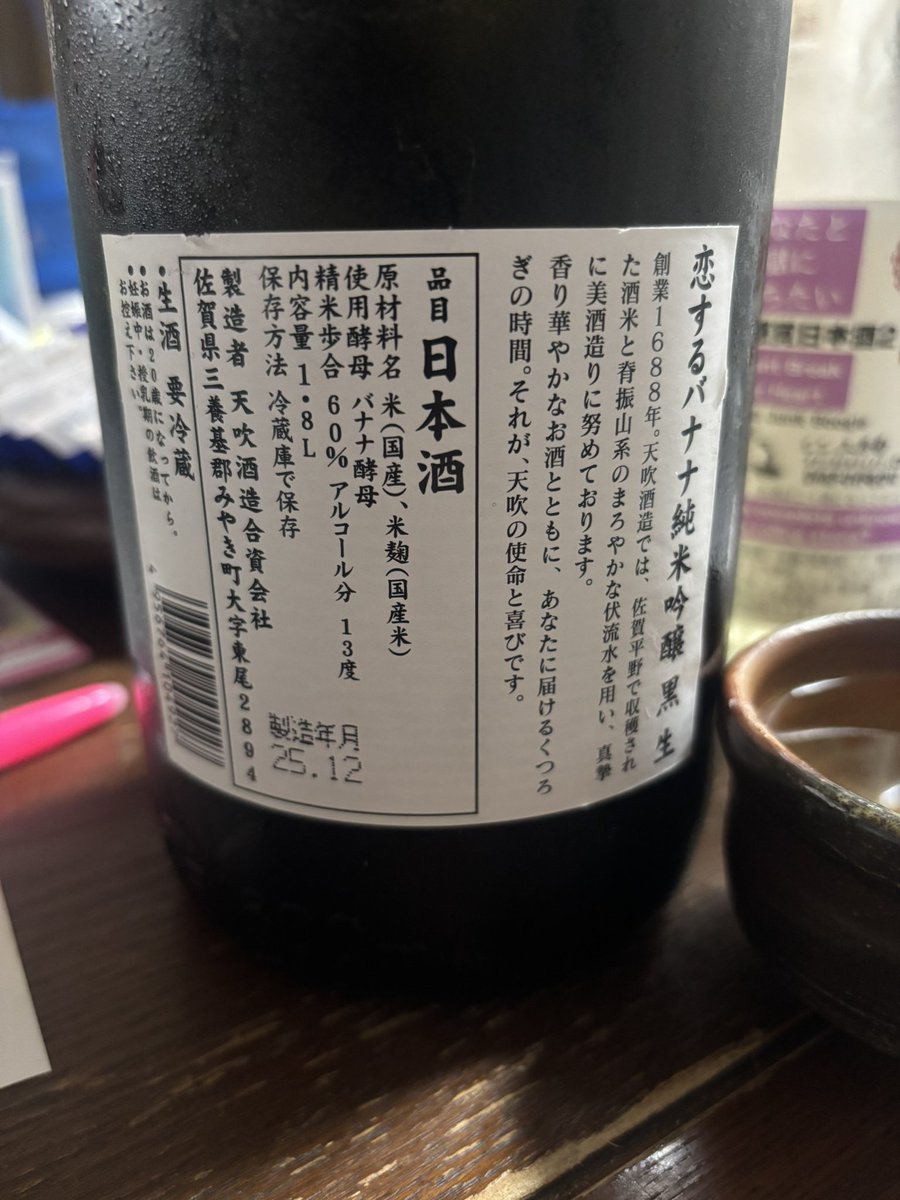 恋するバナナ純米吟醸 黒 生
創業1688年。天吹酒造では、佐賀平野で収穫され
た酒米と脊振山系のまろやかな伏流水を用い、真摯
に美酒造りに努めております。
香り華やかなお酒とともに、あなたに届けるくつろ
ぎの時間。それが、天吹の使命と喜びです。
品目 日本酒
原材料名 米(国産)、米麹(国産米)
使用酵母 バナナ酵母
精米歩合 60% アルコール分 13度
内容量 1.8L
保存方法 冷蔵庫で保存
製造年月
25.12
製造者 天吹酒造合資会社
佐賀県三養基郡みやき町大字東尾2894
●生酒 要冷蔵
●お酒は20歳になってから。
●妊娠中・授乳期の飲酒は
お控え下さい